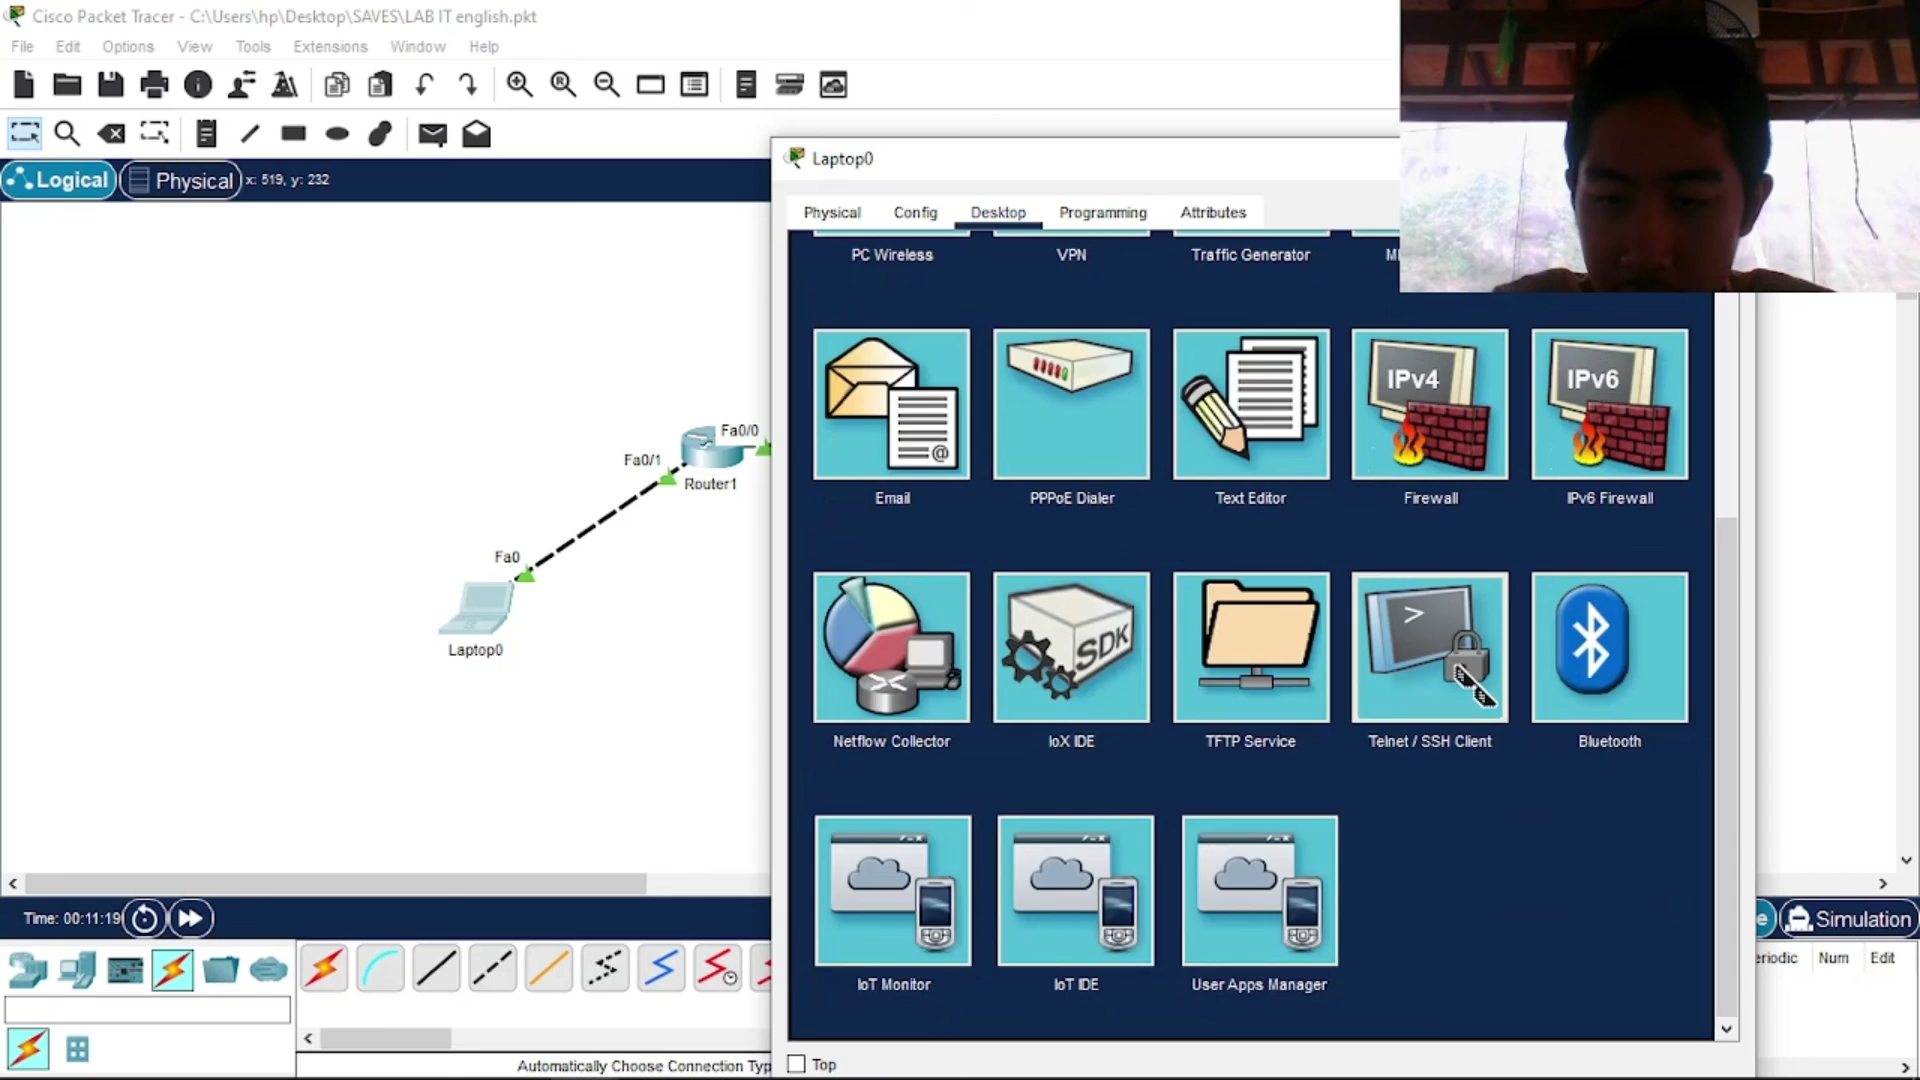 Cisco Packet Tracer - C:\Users\hp\Desktop\SAVES\LAB IT english.pkt
File Edit Options View Tools Extensions Window Help
Logical Physical x: 519, y: 232
Laptop0
Physical Config Desktop Programming Attributes
PC Wireless VPN Traffic Generator
IPv4 IPv6
@
Email PPPoE Dialer Text Editor Firewall IPv6 Firewall
Fa0/0
Fa0/1
Router1
Fa0
Laptop0
SDK
>
Netflow Collector IoX IDE TFTP Service Telnet / SSH Client Bluetooth
IoT Monitor IoT IDE User Apps Manager
Time: 00:11:19
Simulation
eriodic Num Edit
Automatically Choose Connection Typ
Top